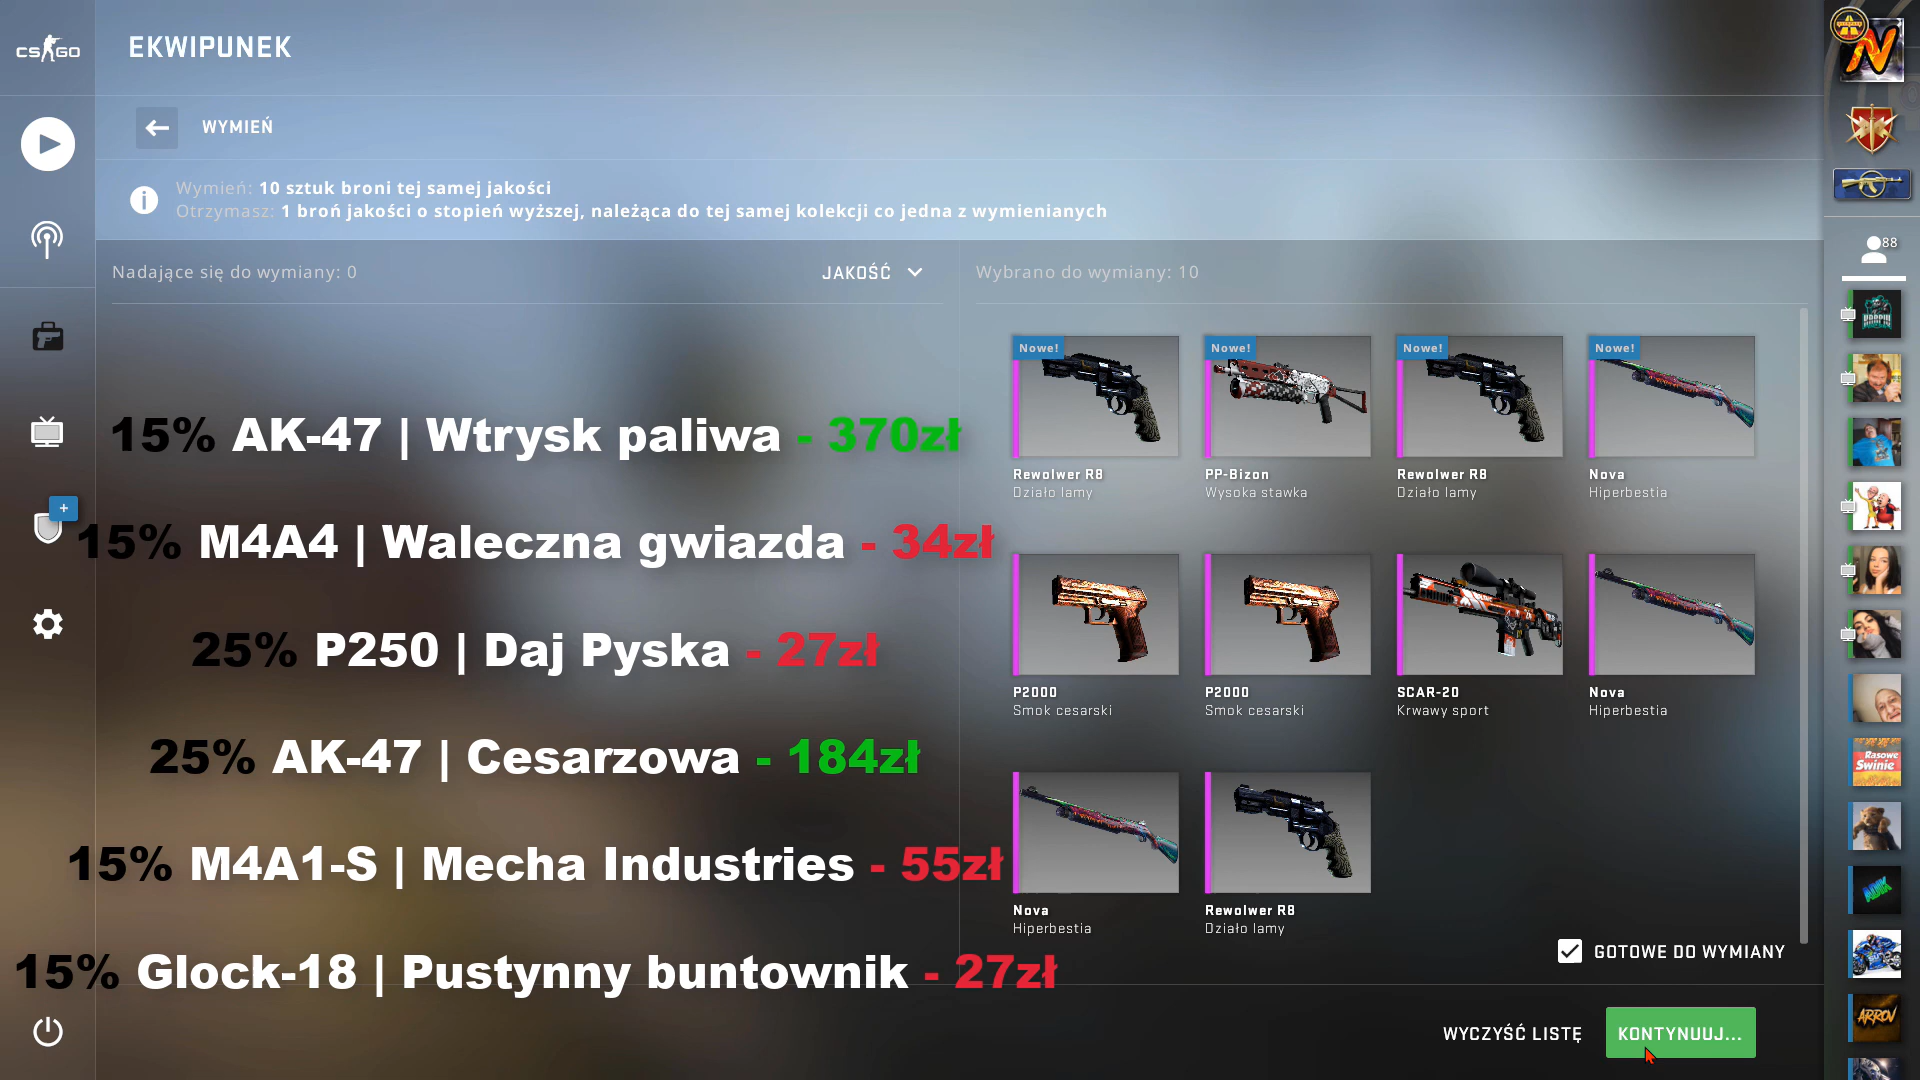 CS GO
EKWIPUNEK
WYMIEŃ
Wymień: 10 sztuk broni tej samej jakości
Otrzymasz: 1 broń jakości o stopień wyższej, należąca do tej samej kolekcji co jedna z wymienianych
Nadające się do wymiany: 0
JAKOŚĆ
Wybrano do wymiany: 10
15% AK-47 | Wtrysk paliwa - 370zł
15% M4A4 | Waleczna gwiazda - 34zł
25% P250 | Daj Pyska - 27zł
25% AK-47 | Cesarzowa - 184zł
15% M4A1-S | Mecha Industries - 55zł
15% Glock-18 | Pustynny buntownik - 27zł
Nowe!
Nowe!
Nowe!
Nowe!
Rewolwer R8
Działo lamy
PP-Bizon
Wysoka stawka
Rewolwer R8
Działo lamy
Nova
Hiperbestia
P2000
Smok cesarski
P2000
Smok cesarski
SCAR-20
Krwawy sport
Nova
Hiperbestia
Nova
Hiperbestia
Rewolwer R8
Działo lamy
GOTOWE DO WYMIANY
WYCZYŚĆ LISTĘ
KONTYNUUJ...
N
88
Rasowe
Świnie
ARROV